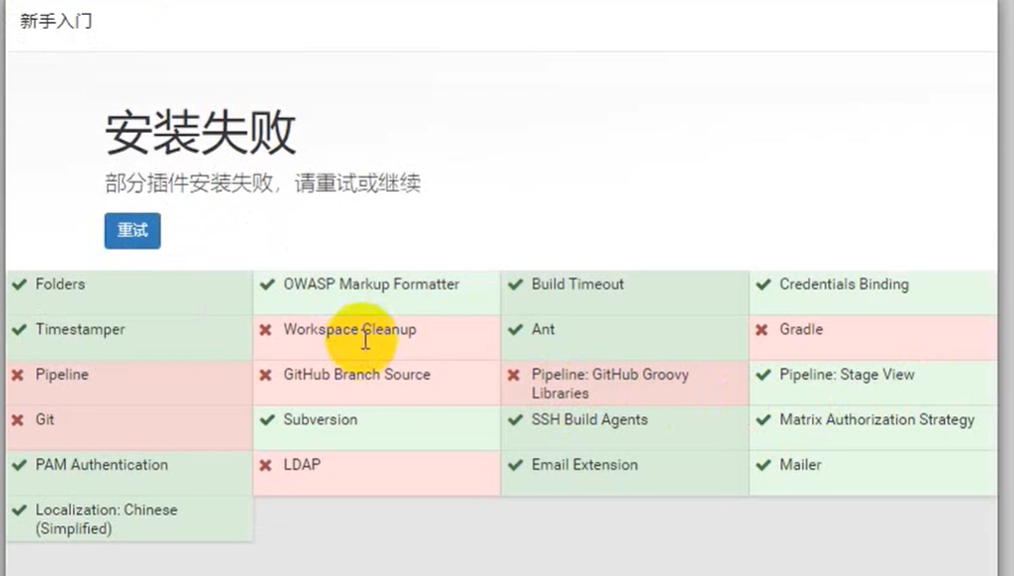 新手入门
安装失败
部分插件安装失败，请重试或继续
重试
Folders
OWASP Markup Formatter
Build Timeout
Credentials Binding
Timestamper
Workspace Cleanup
Ant
Gradle
Pipeline
GitHub Branch Source
Pipeline: GitHub Groovy
Libraries
Pipeline: Stage View
Git
Subversion
SSH Build Agents
Matrix Authorization Strategy
PAM Authentication
LDAP
Email Extension
Mailer
Localization: Chinese
(Simplified)